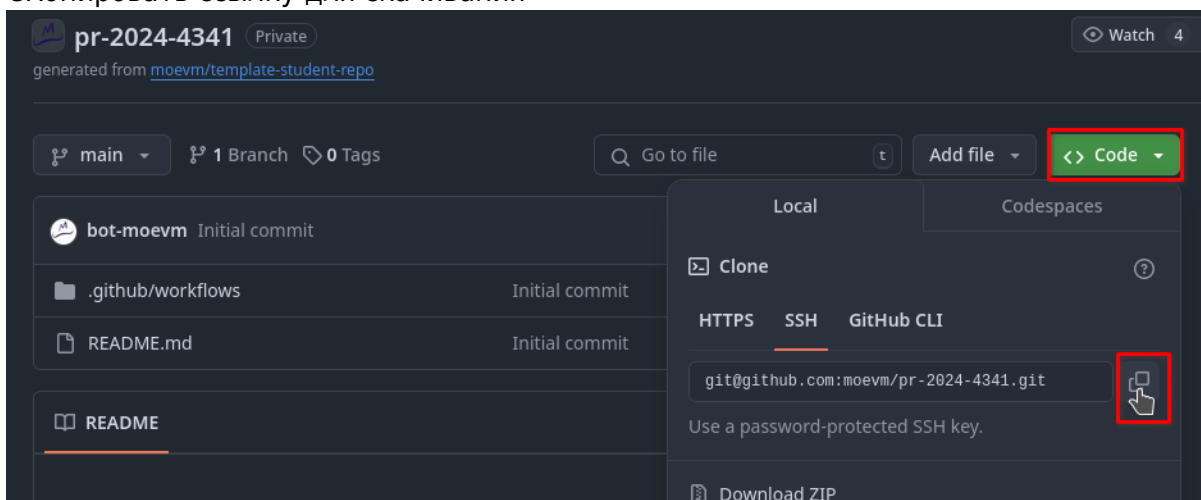 pr-2024-4341 Private
Watch 4
generated from moevm/template-student-repo
main 1 Branch 0 Tags
Go to file t
Add file
<> Code
Local
Codespaces
bot-moevm Initial commit
Clone
.github/workflows Initial commit
HTTPS SSH GitHub CLI
README.md Initial commit
git@github.com:moevm/pr-2024-4341.git
README
Use a password-protected SSH key.
Download ZIP